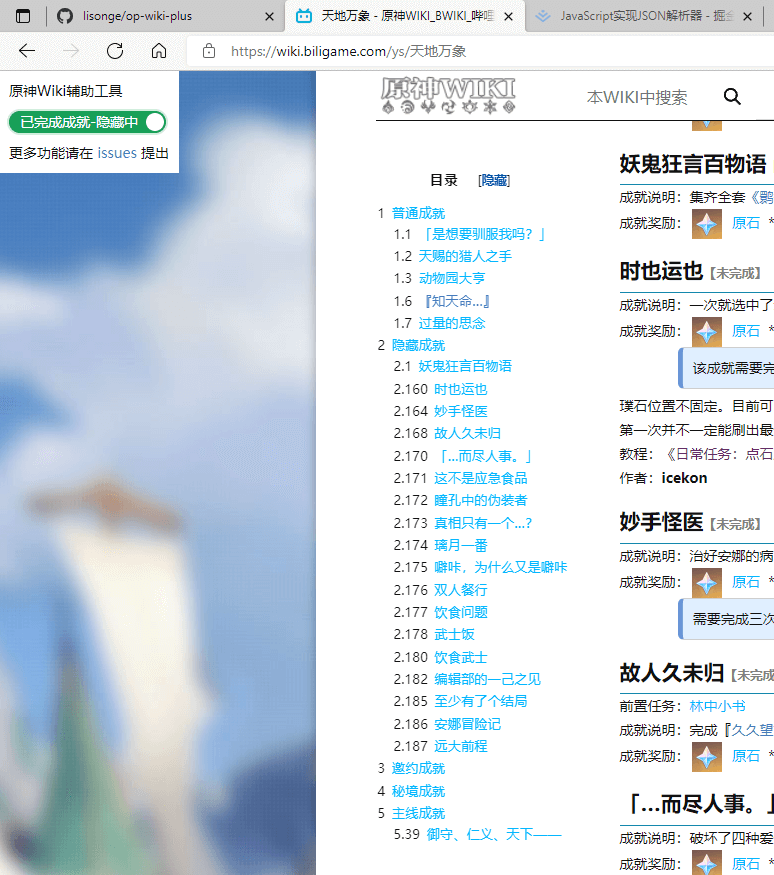 lisonge/op-wiki-plus
天地万象 - 原神WIKI_BWIKI_哔哩
JavaScript实现JSON解析器 - 掘金
https://wiki.biligame.com/ys/天地万象
原神Wiki辅助工具
已完成成就-隐藏中
更多功能请在 issues 提出
原神WIKI
本WIKI中搜索
目录 [隐藏]
1 普通成就
1.1 「是想要驯服我吗？」
1.2 天赐的猎人之手
1.3 动物园大亨
1.6 『知天命…』
1.7 过量的思念
2 隐藏成就
2.1 妖鬼狂言百物语
2.160 时也运也
2.164 妙手怪医
2.168 故人久未归
2.170 「…而尽人事。」
2.171 这不是应急食品
2.172 瞳孔中的伪装者
2.173 真相只有一个…？
2.174 璃月一番
2.175 噼咔，为什么又是噼咔
2.176 双人餐行
2.177 饮食问题
2.178 武士饭
2.180 饮食武士
2.182 编辑部的一己之见
2.185 至少有了个结局
2.186 安娜冒险记
2.187 远大前程
3 邀约成就
4 秘境成就
5 主线成就
5.39 御守、仁义、天下——
妖鬼狂言百物语
成就说明：集齐全套《鹮
成就奖励： 原石 *
时也运也【未完成】
成就说明：一次就选中了
成就奖励： 原石 *
该成就需要完
璞石位置不固定。目前可
第一次并不一定能刷出最
教程：《日常任务：点石
作者：icekon
妙手怪医【未完成】
成就说明：治好安娜的病
成就奖励： 原石 *
需要完成三次
故人久未归【未完成
前置任务：林中小书
成就说明：完成『久久望
成就奖励： 原石 *
「…而尽人事。」
成就说明：破坏了四种爱
成就奖励： 原石 *